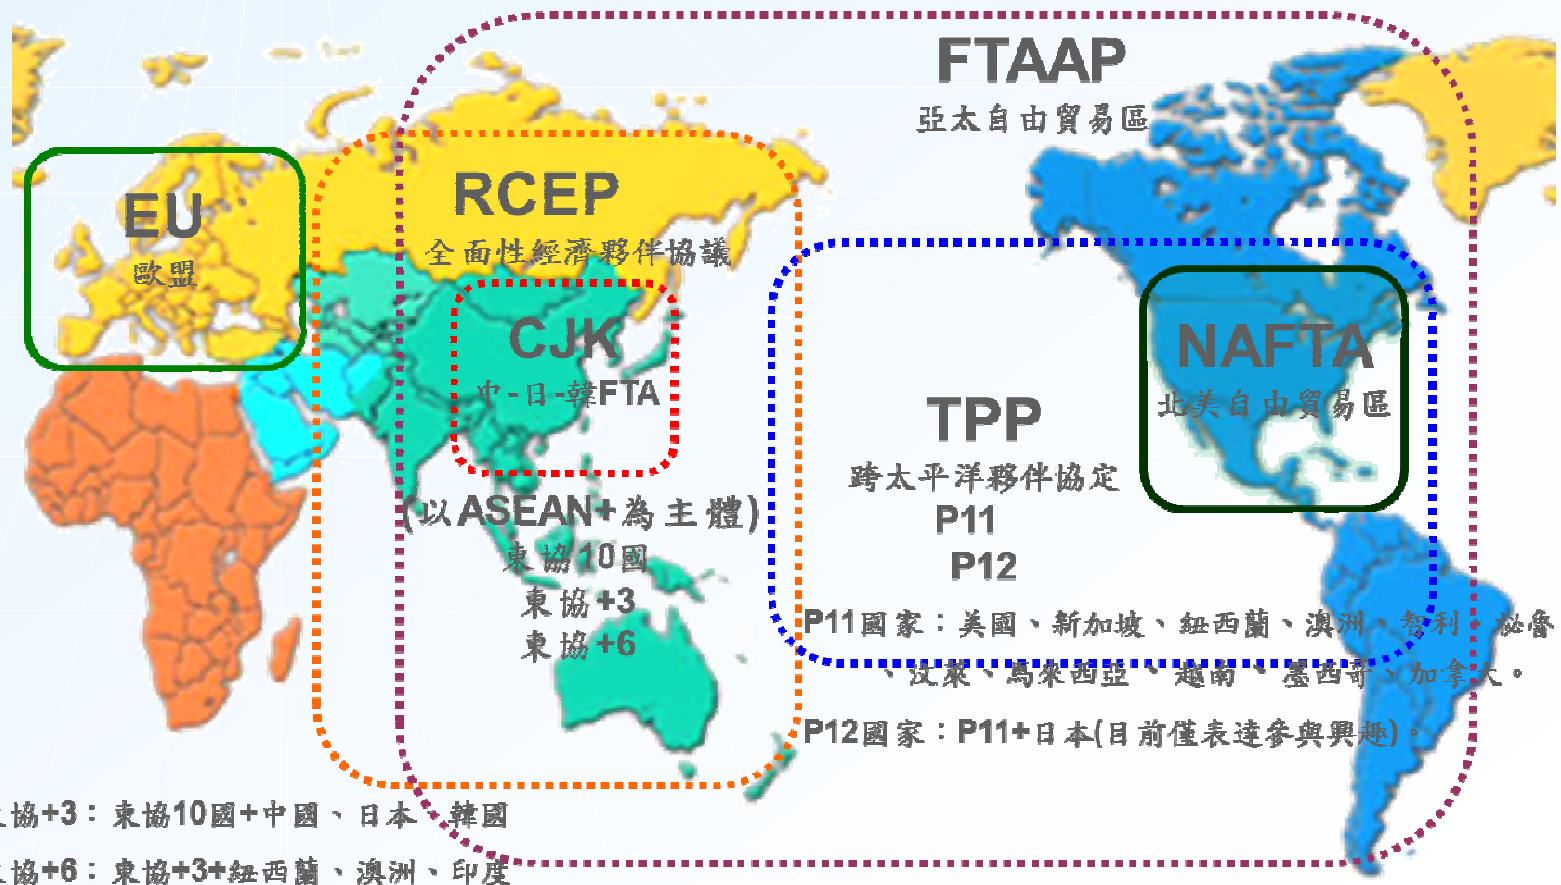 FTAAP
亞太自由貿易區
EU
歐盟
RCEP
全面性經濟夥伴協議
CJK
中-日-韓FTA
NAFTA
北美自由貿易區
TPP
跨太平洋夥伴協定
P11
P12
(以ASEAN+為主體)
東協10國
東協+3
東協+6
P11國家：美國、新加坡、紐西蘭、澳洲、智利、秘魯
、汶萊、馬來西亞、越南、墨西哥、加拿大。
P12國家：P11+日本(目前僅表達參與興趣)。
協+3：東協10國+中國、日本、韓國
協+6：東協+3+紐西蘭、澳洲、印度